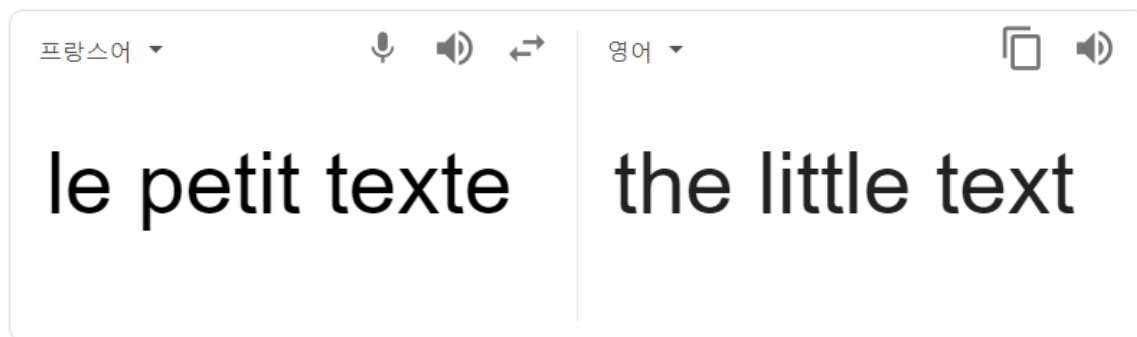 프랑스어
영어
le petit texte
the little text